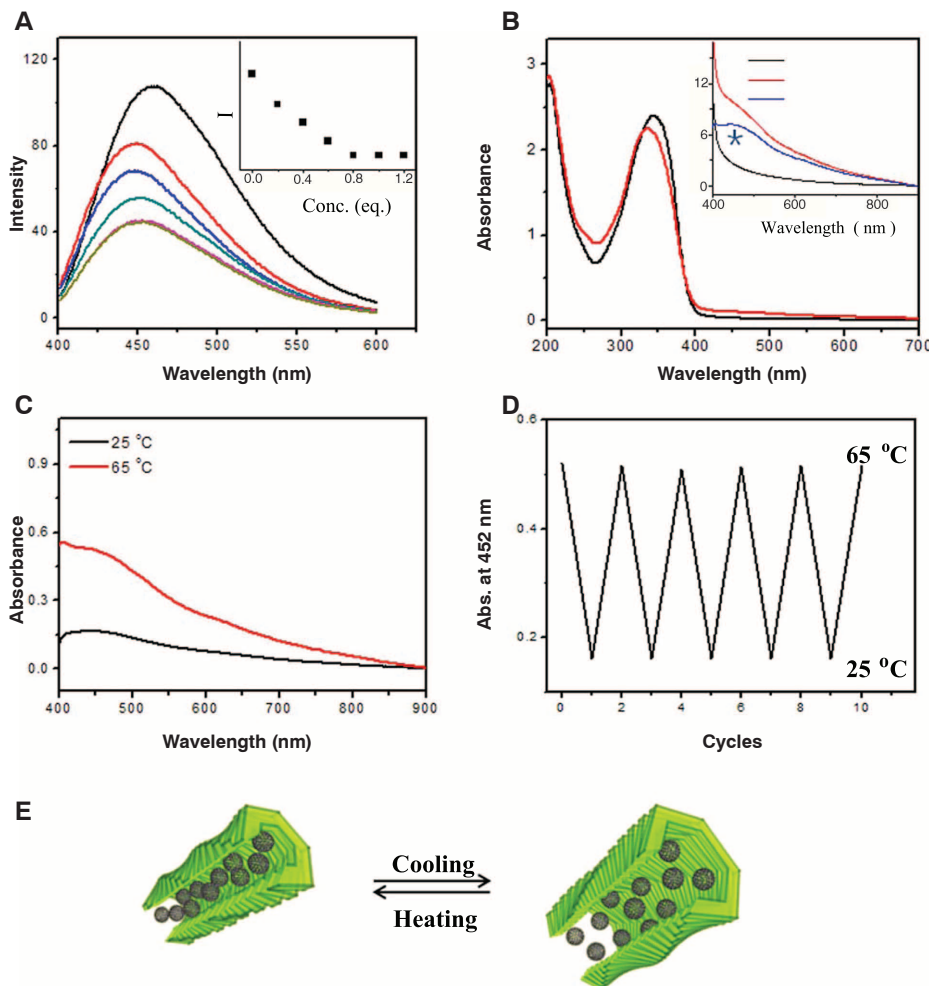 A
120
80
40
0
Intensity
400 450 500 550 600
Wavelength (nm)
I
0.0 0.4 0.8 1.2
Conc. (eq.)
B
3
2
1
0
Absorbance
200 300 400 500 600 700
Wavelength (nm)
12
6
0
*
400 600 800
Wavelength ( nm )
C
25 °C
65 °C
0.9
0.6
0.3
0.0
Absorbance
400 500 600 700 800 900
Wavelength (nm)
D
0.6
0.4
0.2
Abs. at 452 nm
65 °C
25 °C
0 2 4 6 8 10
Cycles
E
Cooling
Heating